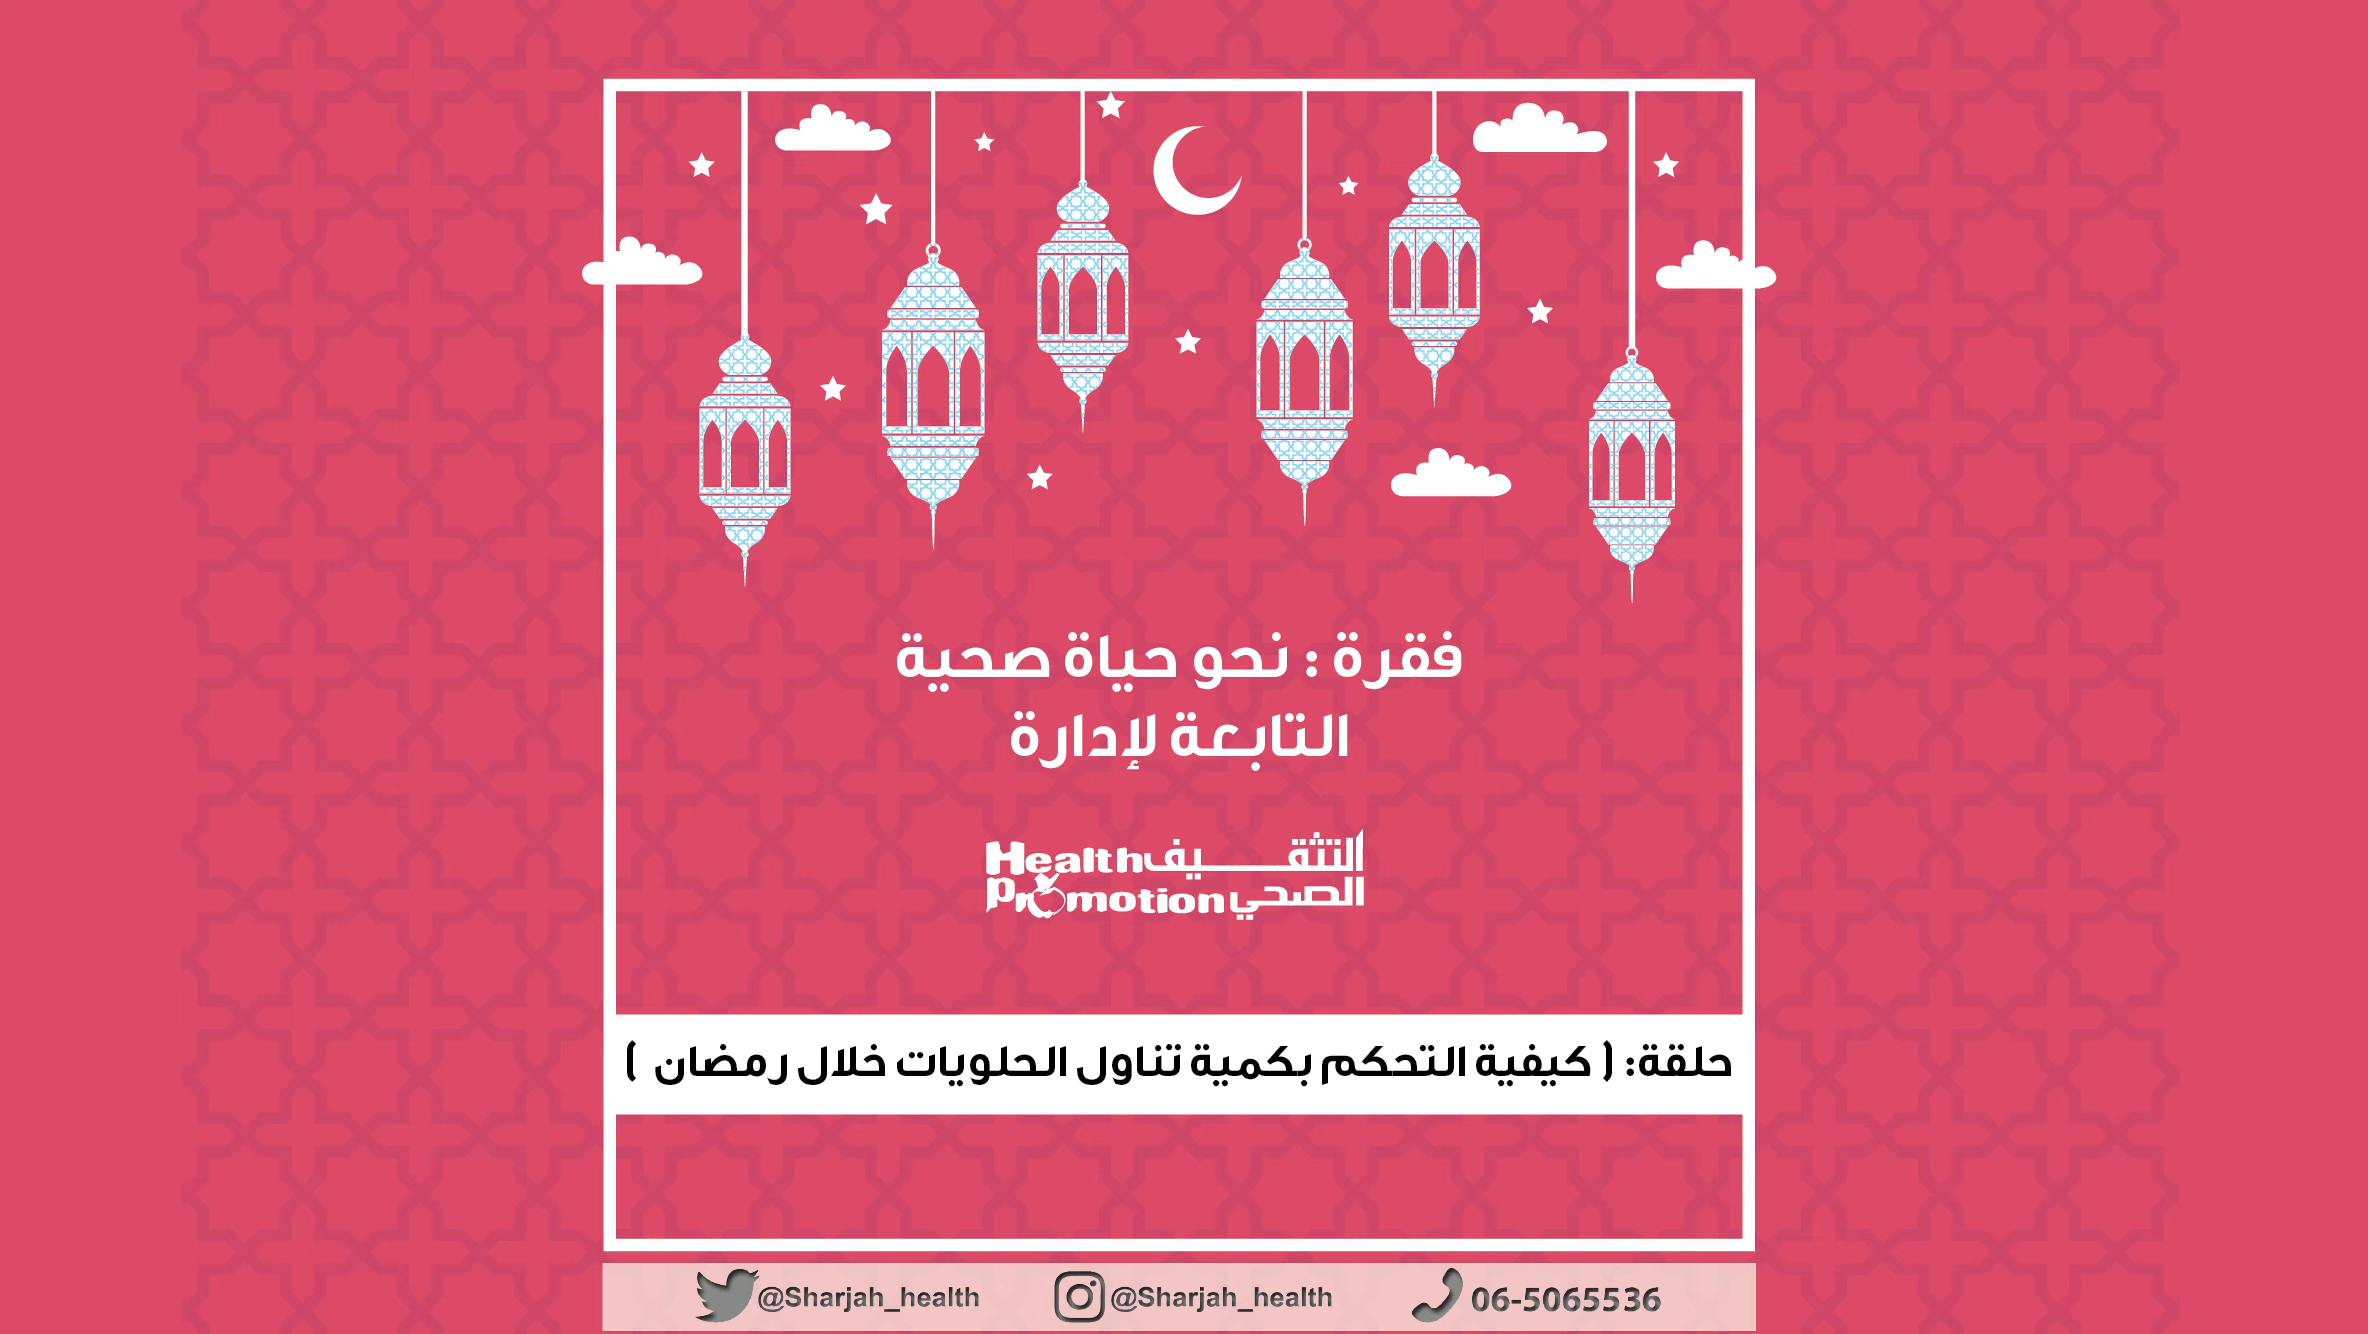 فقرة : نحو حياة صحية
التابعة لإدارة
التثقيف Health
الصحي Promotion
حلقة: ( كيفية التحكم بكمية تناول الحلويات خلال رمضان )
@Sharjah_health @Sharjah_health 06-5065536